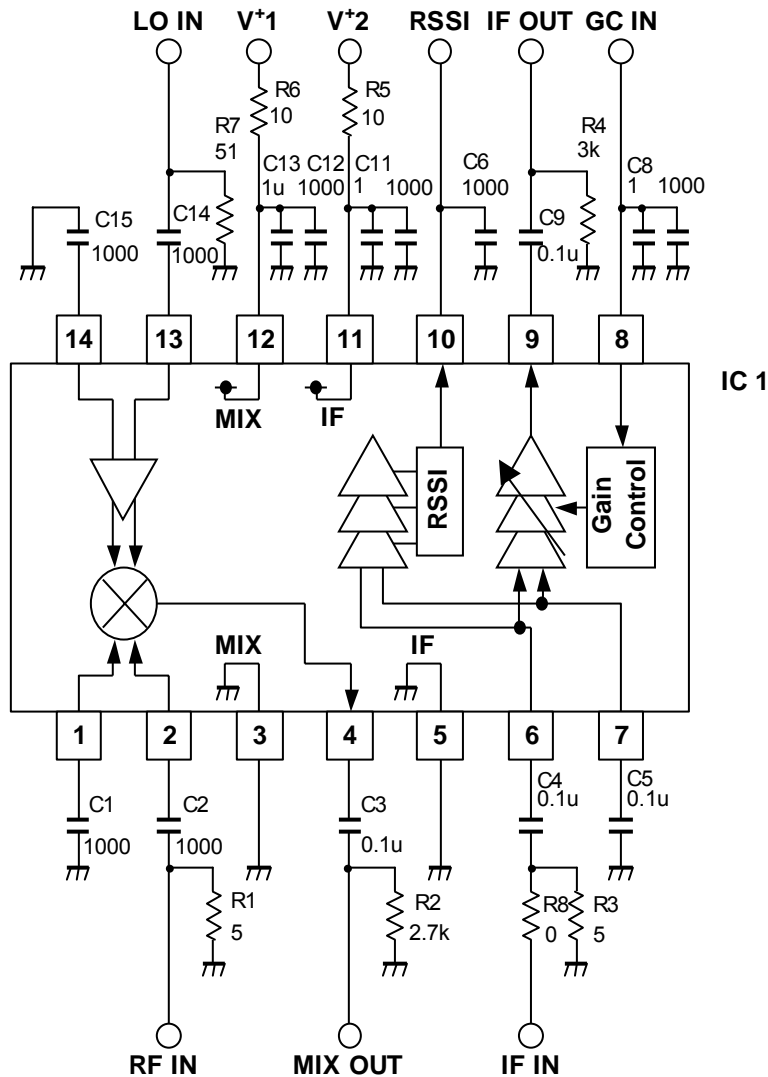 LO IN V+1 V+2 RSSI IF OUT GC IN
R6
10
R5
10
R7
51
R4
3k
C13
1u
C12
1000
C11
1
1000
C6
1000
C9
0.1u
C8
1
1000
C15
1000
C14
1000
14 13 12 11 10 9 8
IC 1
MIX
IF
RSSI
Gain
Control
MIX
IF
1 2 3 4 5 6 7
C1
1000
C2
1000
C3
0.1u
C4
0.1u
C5
0.1u
R1
5
R2
2.7k
R8
0
R3
5
RF IN MIX OUT IF IN